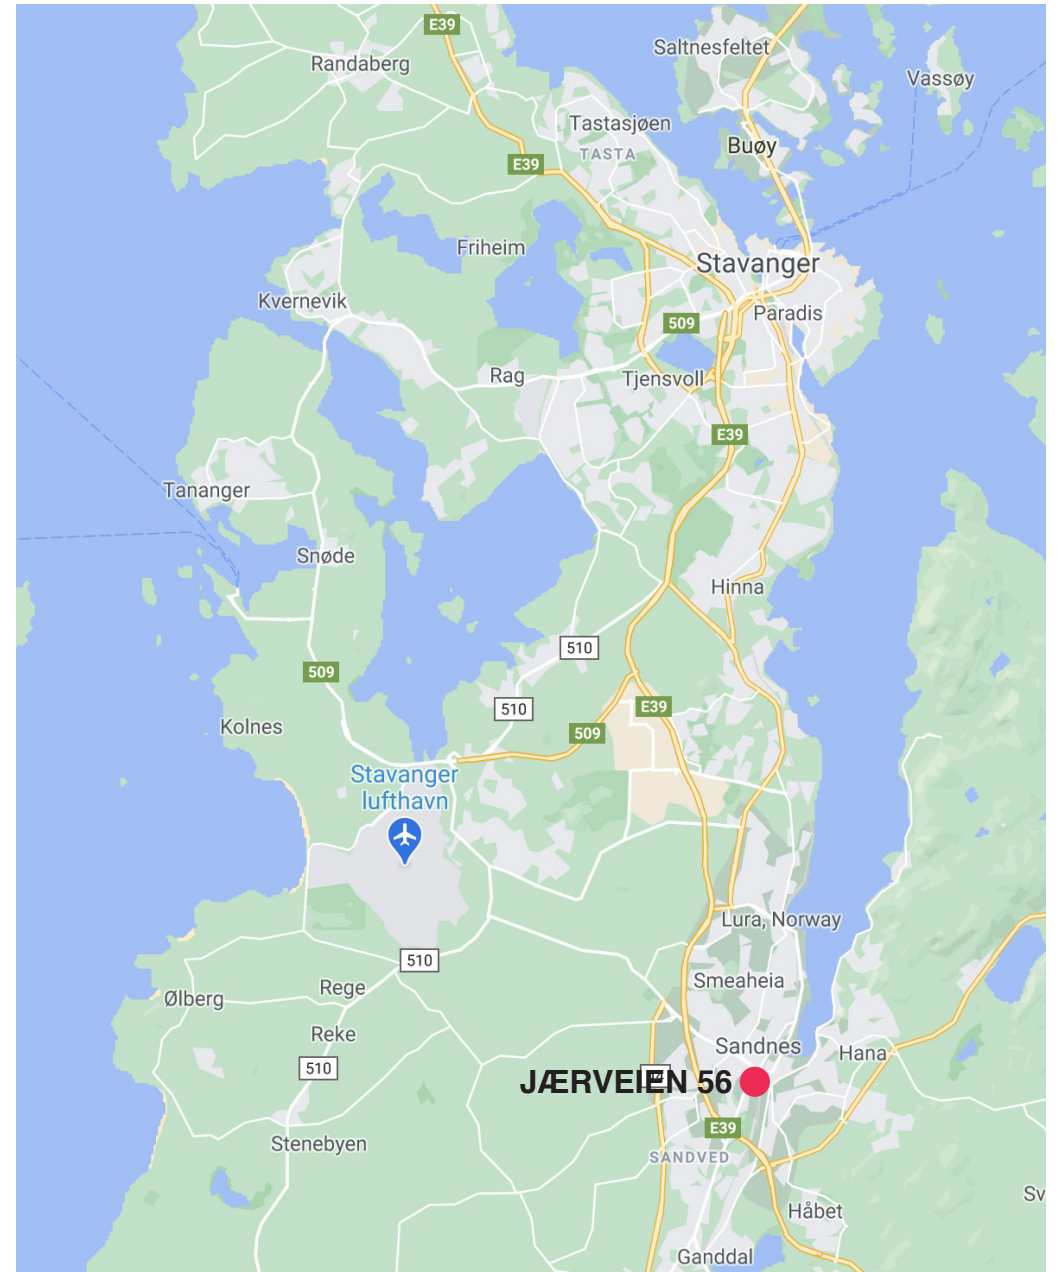 E39
Saltnesfeltet
Randaberg
Vassøy
Tastasjøen
Buøy
TASTA
E39
Friheim
Stavanger
Kvernevik
Paradis
509
Rag
Tjensvoll
E39
Tananger
Snøde
Hinna
510
509
510
E39
Kolnes
509
Stavanger
lufthavn
Lura, Norway
510
Smeaheia
Rege
Ølberg
Reke
Sandnes
Hana
510
JÆRVEIEN 56
E39
Stenebyen
SANDVED
Sv
Håbet
Ganddal